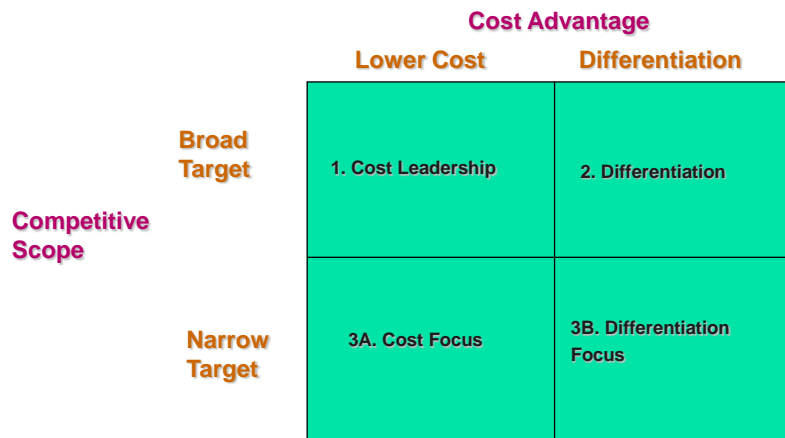 Cost Advantage
Lower Cost
Differentiation
Broad
Target
1. Cost Leadership
2. Differentiation
Competitive
Scope
Narrow
Target
3A. Cost Focus
3B. Differentiation
Focus